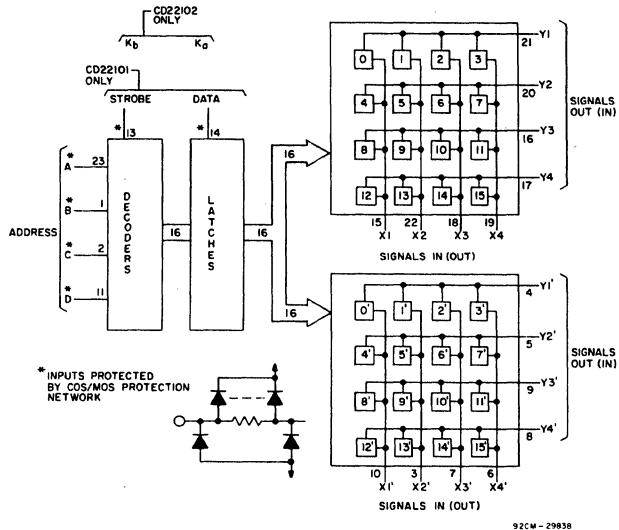 CD22102
ONLY
Kb Ka
CD22101
ONLY
STROBE DATA
* 13 * 14
ADDRESS
* A 23
* B 1
* C 2
* D 11
DECODERS
16
LATCHES
16
16
16
0 1 2 3
4 5 6 7
8 9 10 11
12 13 14 15
21 Y1
20 Y2
16 Y3
17 Y4
SIGNALS
OUT (IN)
15 22 18 19
X1 X2 X3 X4
SIGNALS IN (OUT)
0' 1' 2' 3'
4' 5' 6' 7'
8' 9' 10' 11'
12' 13' 14' 15'
4 Y1'
5 Y2'
9 Y3'
8 Y4'
SIGNALS
OUT (IN)
10 3 7 6
X1' X2' X3' X4'
SIGNALS IN (OUT)
* INPUTS PROTECTED
BY COS/MOS PROTECTION
NETWORK
92CM-29838